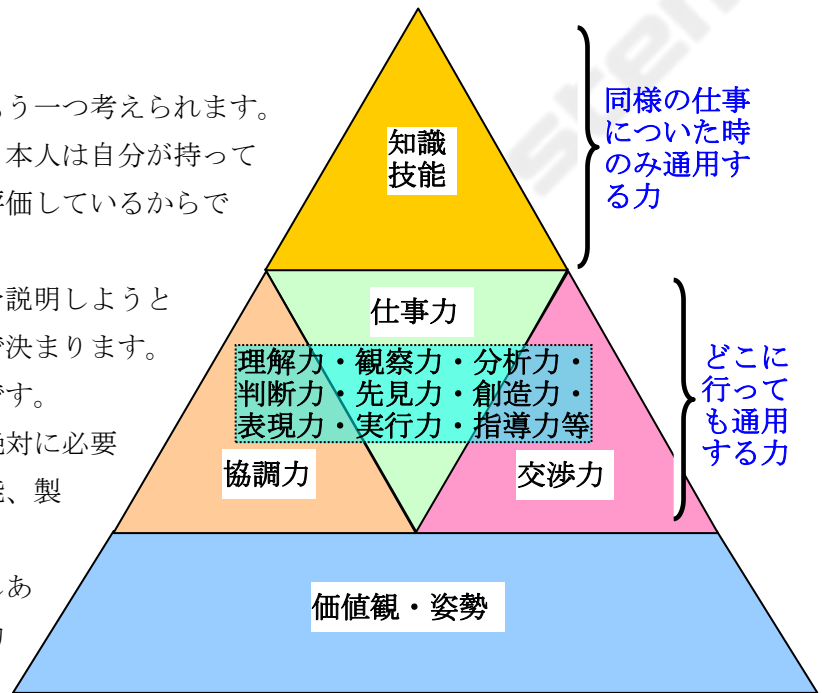 もう一つ考えられます。
本人は自分が持って
評価しているからで
説明しようと
決まります。
です。
絶対に必要
、製
あ
知識
技能
同様の仕事
についた時
のみ通用す
る力
仕事力
理解力・観察力・分析力・
判断力・先見力・創造力・
表現力・実行力・指導力等
協調力
交渉力
どこに
行って
も通用
する力
価値観・姿勢